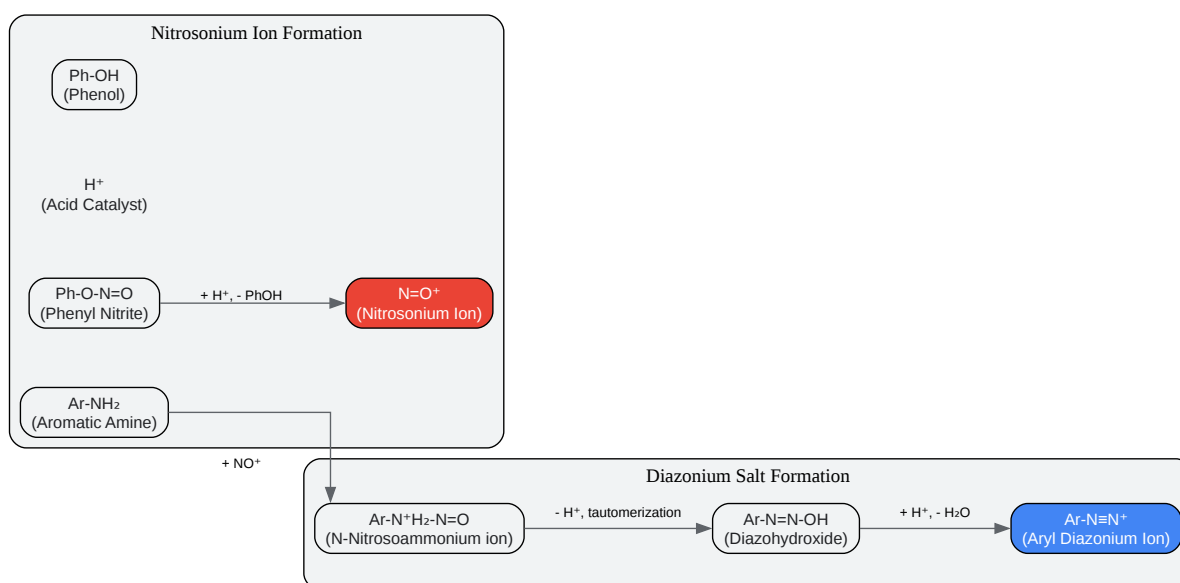 Nitrosonium Ion Formation
Ph-OH
(Phenol)
H⁺
(Acid Catalyst)
Ph-O-N=O
(Phenyl Nitrite)
+ H⁺, - PhOH
N=O⁺
(Nitrosonium Ion)
Ar-NH₂
(Aromatic Amine)
+ NO⁺
Diazonium Salt Formation
Ar-N⁺H₂-N=O
(N-Nitrosoammonium ion)
- H⁺, tautomerization
Ar-N=N-OH
(Diazohydroxide)
+ H⁺, - H₂O
Ar-N≡N⁺
(Aryl Diazonium Ion)